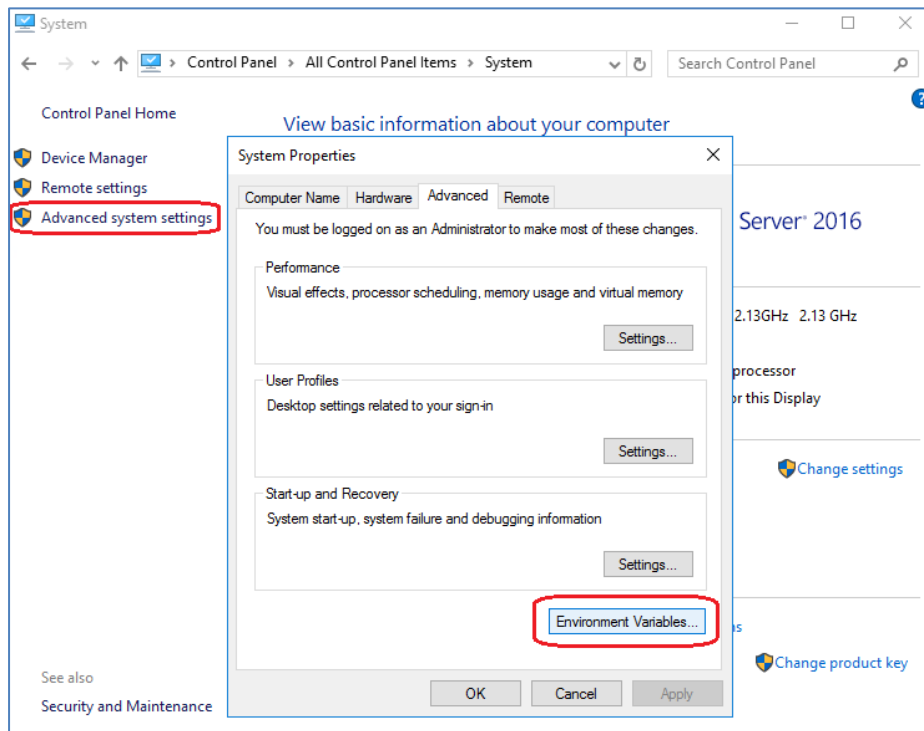 System
Control Panel > All Control Panel Items > System
Search Control Panel
Control Panel Home
Device Manager
Remote settings
Advanced system settings
View basic information about your computer
System Properties
Computer Name Hardware Advanced Remote
You must be logged on as an Administrator to make most of these changes.
Performance
Visual effects, processor scheduling, memory usage and virtual memory
Settings...
User Profiles
Desktop settings related to your sign-in
Settings...
Start-up and Recovery
System start-up, system failure and debugging information
Settings...
Environment Variables...
OK Cancel Apply
Server® 2016
2.13GHz 2.13 GHz
processor
this Display
Change settings
Change product key
See also
Security and Maintenance